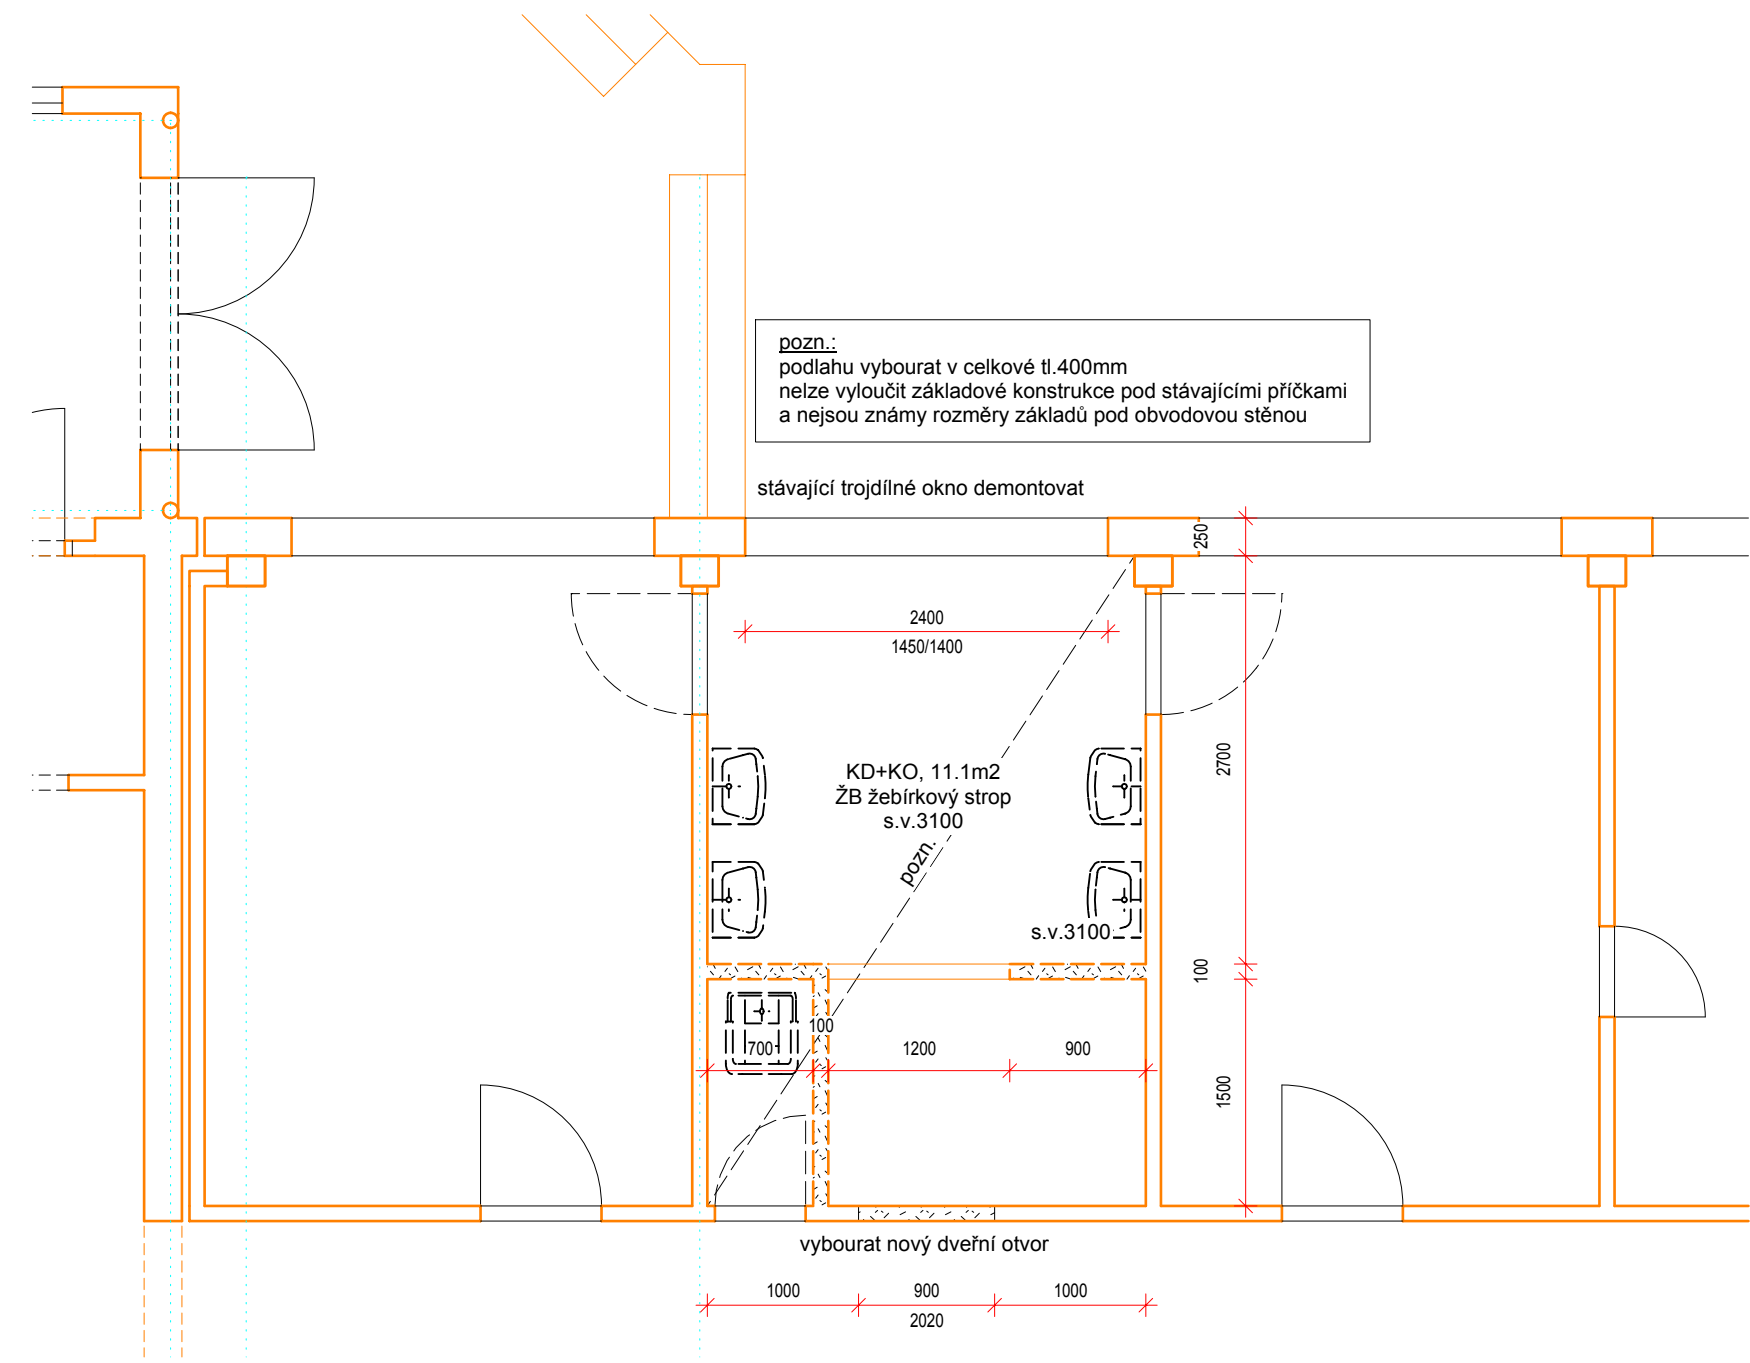 pozn.:
podlahu vybourat v celkové tl.400mm
nelze vyloučit základové konstrukce pod stávajícími příčkami
a nejsou známy rozměry základů pod obvodovou stěnou
stávající trojdílné okno demontovat
250
2400
1450/1400
2700
KD+KO, 11.1m2
ŽB žebírkový strop
s.v.3100
pozn.
s.v.3100
100
100
700
1200
900
1500
vybourat nový dveřní otvor
1000
900
1000
2020